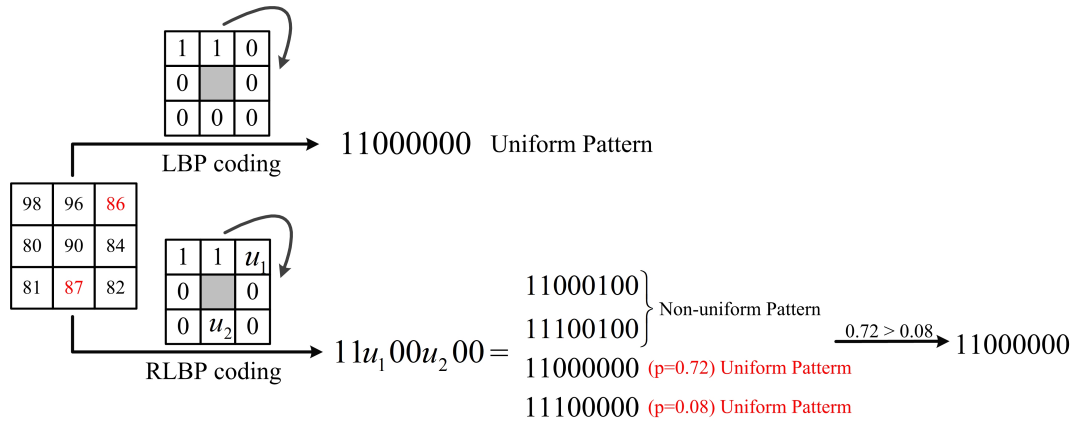 1 1 0
0 0
0 0 0
LBP coding
11000000 Uniform Pattern
98 96 86
80 90 84
81 87 82
1 1 u₁
0 0
0 u₂ 0
RLBP coding
11u₁00u₂00 =
11000100
11100100
Non-uniform Pattern
11000000 (p=0.72) Uniform Patterm
11100000 (p=0.08) Uniform Patterm
0.72 > 0.08
11000000